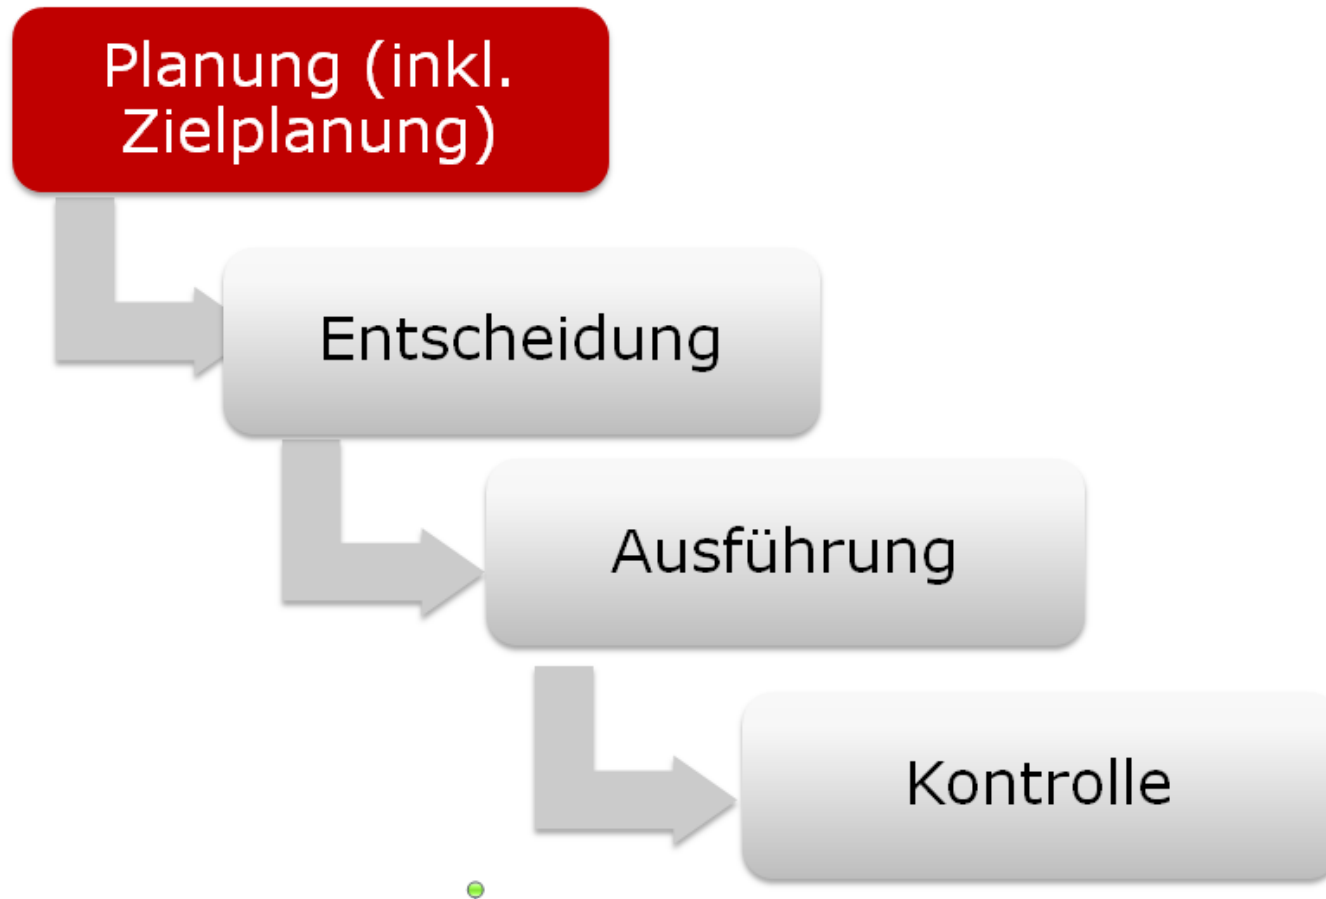 Planung (inkl.
Zielplanung)
Entscheidung
Ausführung
Kontrolle